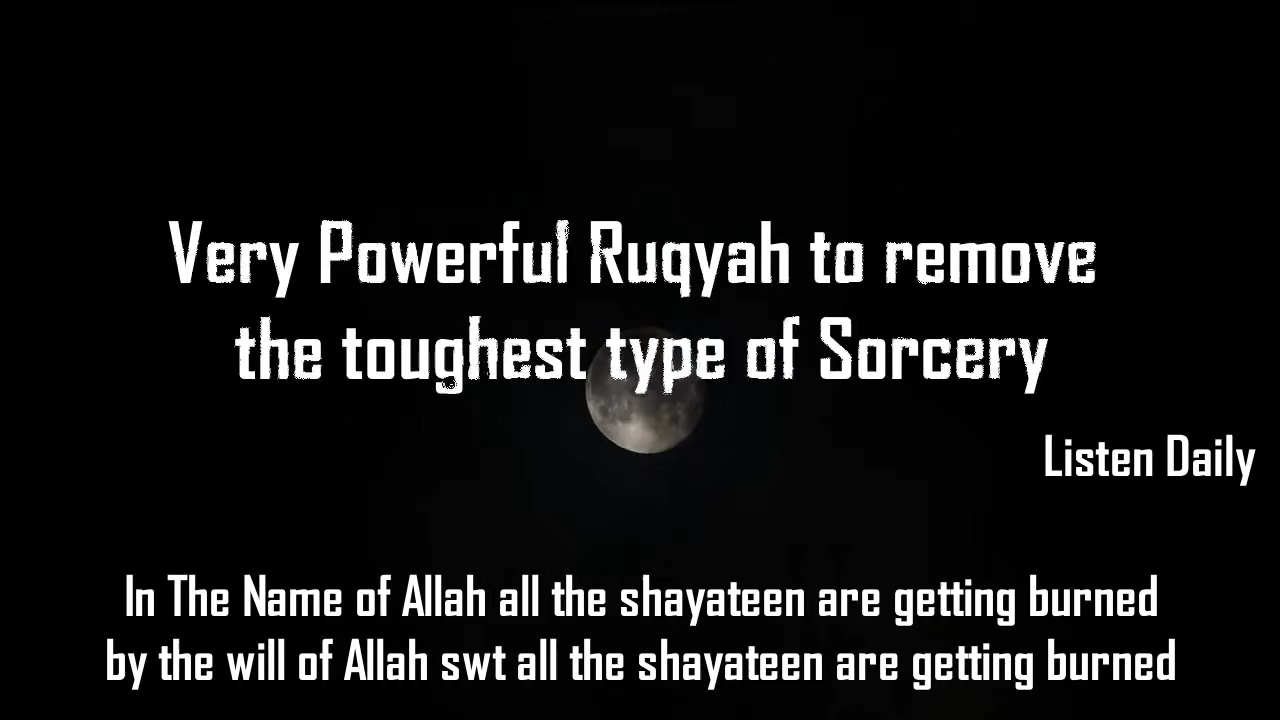 Very Powerful Ruqyah to remove
the toughest type of Sorcery
Listen Daily
In The Name of Allah all the shayateen are getting burned
by the will of Allah swt all the shayateen are getting burned